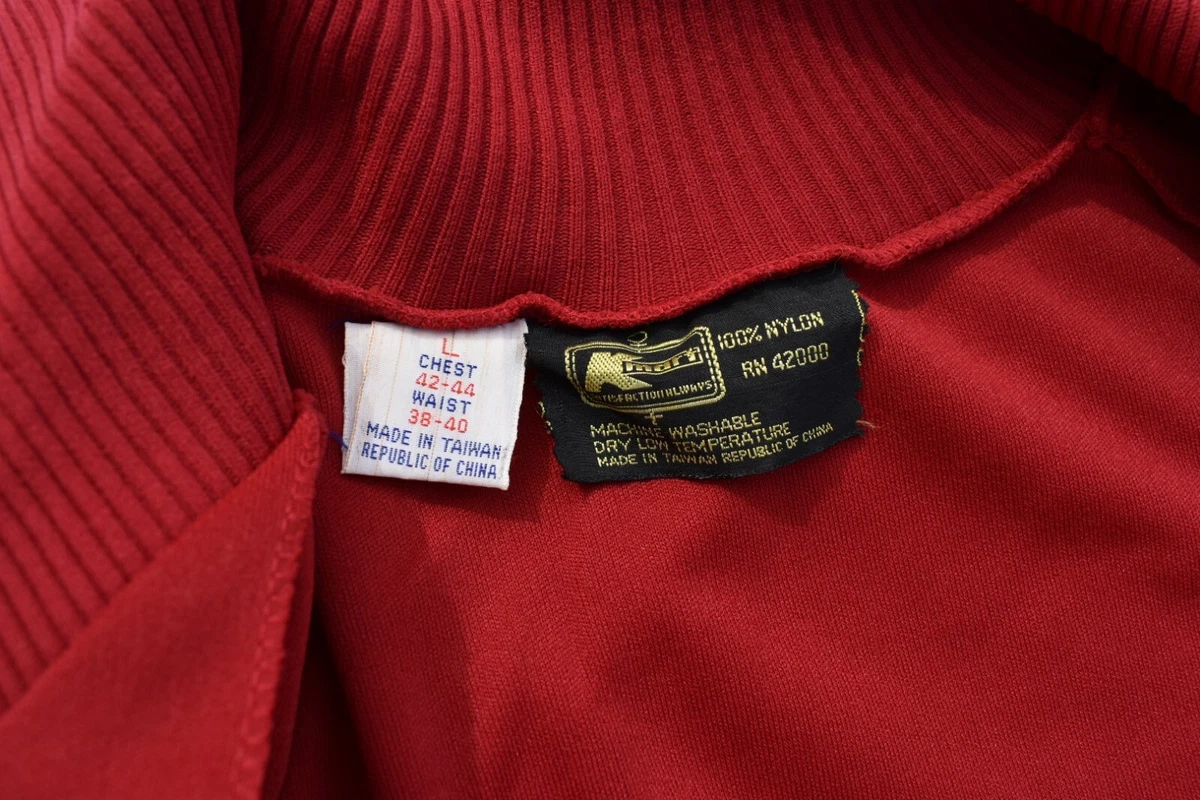 L
CHEST
42-44
WAIST
38-40
MADE IN TAIWAN
REPUBLIC OF CHINA
Kmart
SATISFACTION ALWAYS
100% NYLON
RN 42000
MACHINE WASHABLE
DRY LOW TEMPERATURE
MADE IN TAIWAN REPUBLIC OF CHINA